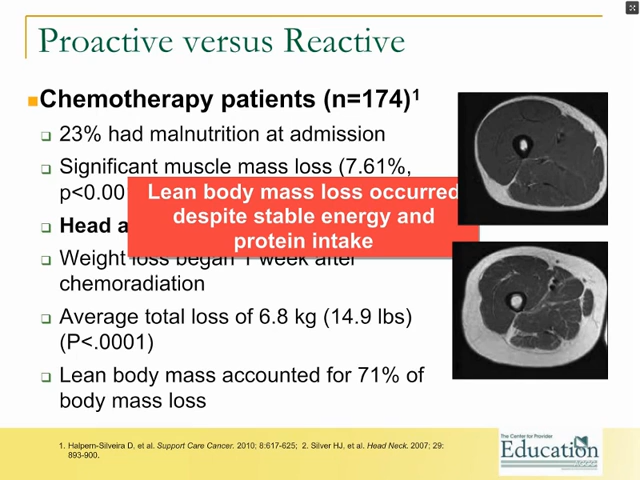 Proactive versus Reactive
Chemotherapy patients (n=174)1
23% had malnutrition at admission
Significant muscle mass loss (7.61%,
p<0.00
Lean body mass loss occurred
despite stable energy and
protein intake
Head a
Weight loss began 1 week after
chemoradiation
Average total loss of 6.8 kg (14.9 lbs)
(P<.0001)
Lean body mass accounted for 71% of
body mass loss
1. Halpern-Silveira D, et al. Support Care Cancer. 2010; 8:617-625; 2. Silver HJ, et al. Head Neck. 2007; 29:
893-900.
The Center for Provider
Education